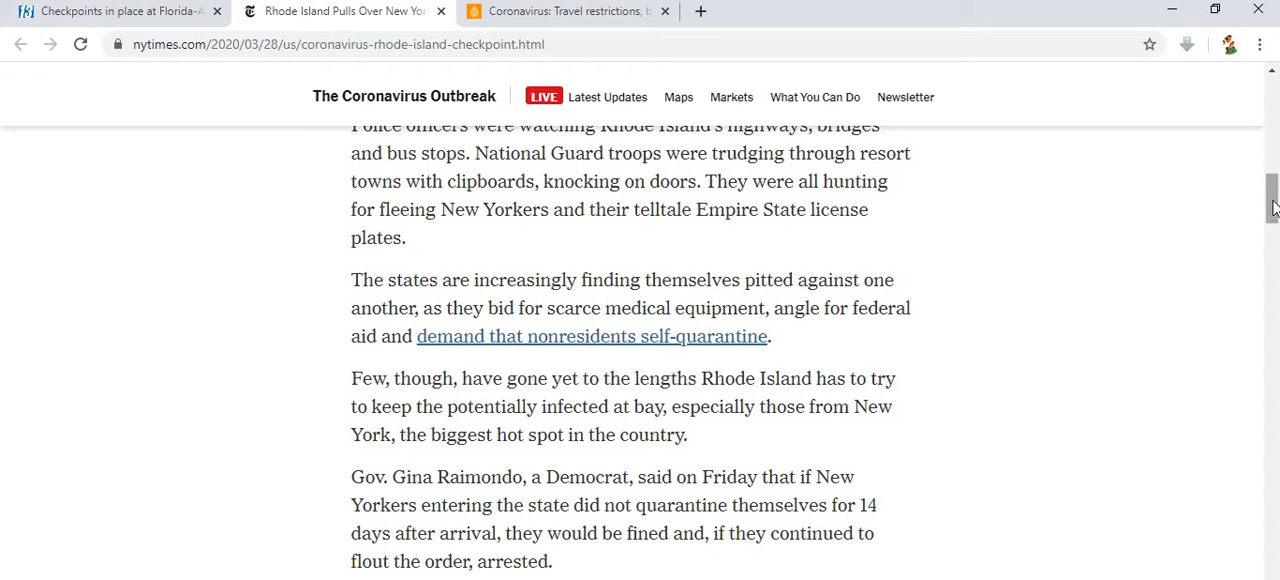 Checkpoints in place at Florida-A
Rhode Island Pulls Over New Yor
Coronavirus: Travel restrictions, b
nytimes.com/2020/03/28/us/coronavirus-rhode-island-checkpoint.html
The Coronavirus Outbreak
LIVE Latest Updates Maps Markets What You Can Do Newsletter
Police officers were watching Rhode Island's highways, bridges
and bus stops. National Guard troops were trudging through resort
towns with clipboards, knocking on doors. They were all hunting
for fleeing New Yorkers and their telltale Empire State license
plates.
The states are increasingly finding themselves pitted against one
another, as they bid for scarce medical equipment, angle for federal
aid and demand that nonresidents self-quarantine.
Few, though, have gone yet to the lengths Rhode Island has to try
to keep the potentially infected at bay, especially those from New
York, the biggest hot spot in the country.
Gov. Gina Raimondo, a Democrat, said on Friday that if New
Yorkers entering the state did not quarantine themselves for 14
days after arrival, they would be fined and, if they continued to
flout the order, arrested.